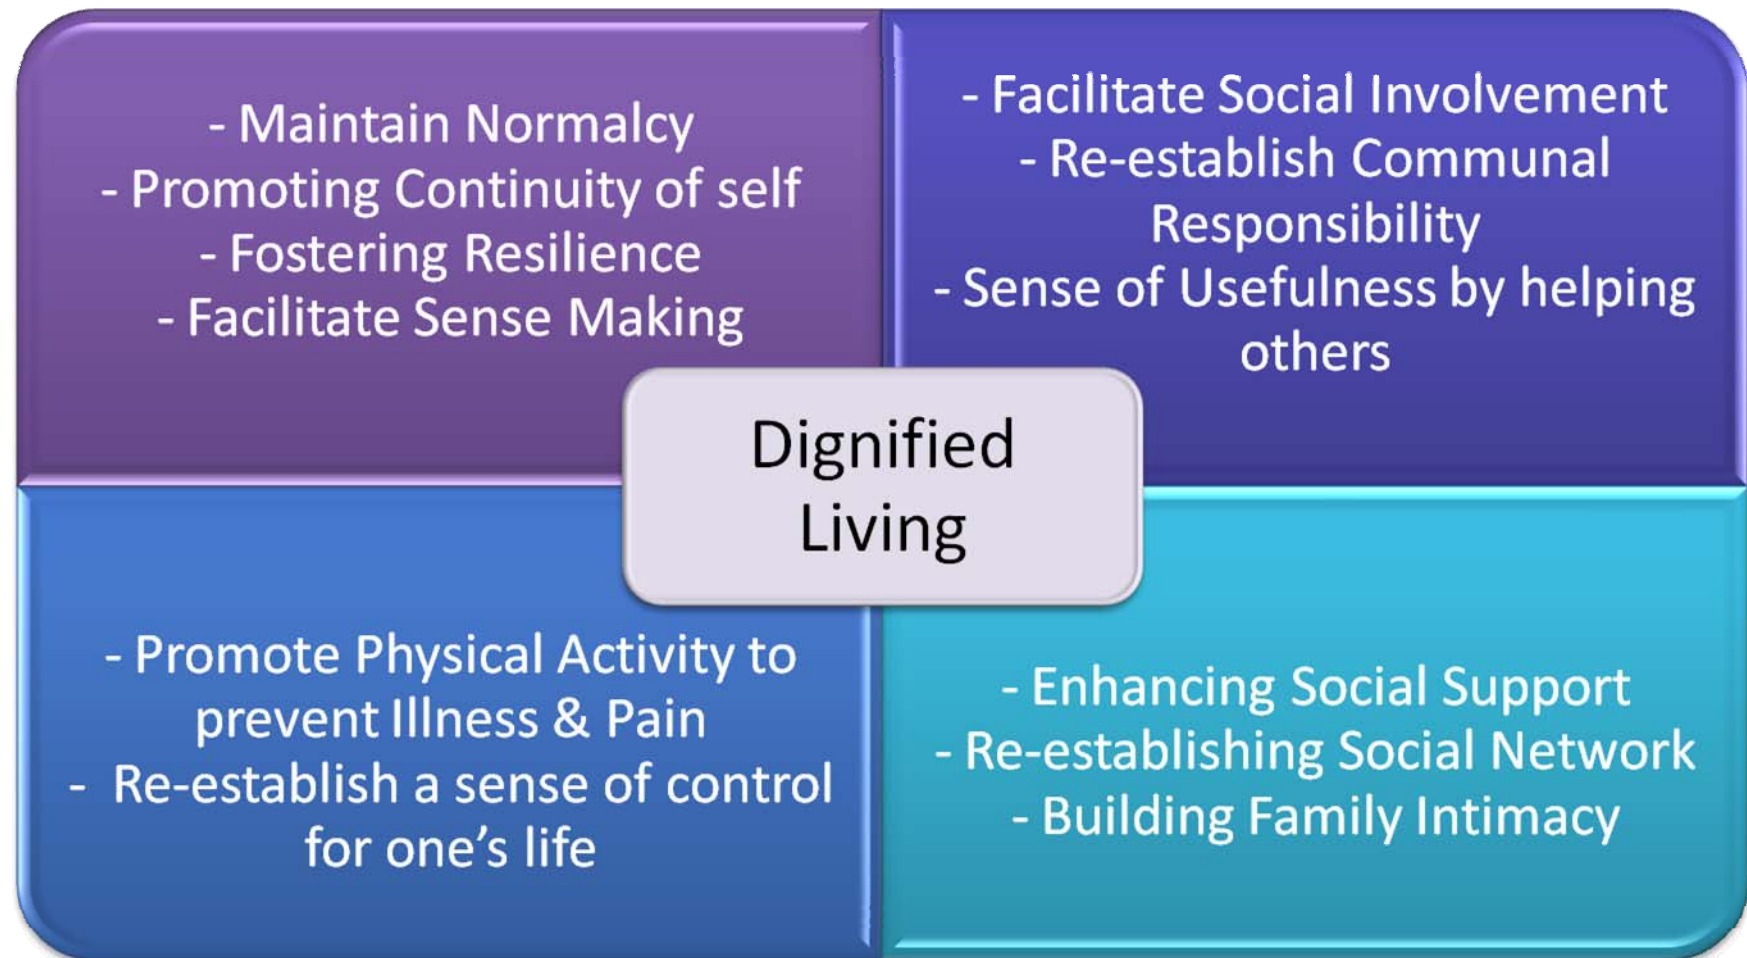 - Maintain Normalcy
- Promoting Continuity of self
- Fostering Resilience
- Facilitate Sense Making
- Facilitate Social Involvement
- Re-establish Communal
Responsibility
- Sense of Usefulness by helping
others
Dignified
Living
- Promote Physical Activity to
prevent Illness & Pain
- Re-establish a sense of control
for one’s life
- Enhancing Social Support
- Re-establishing Social Network
- Building Family Intimacy